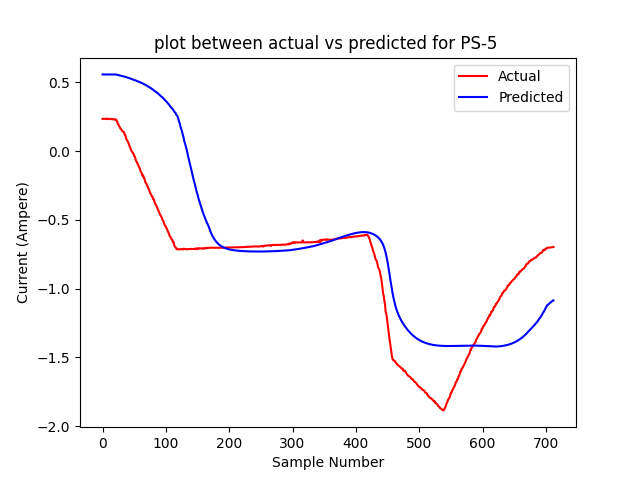 plot between actual vs predicted for PS-5
Actual
Predicted
0.5
0.0
−0.5
−1.0
−1.5
−2.0
Current (Ampere)
0 100 200 300 400 500 600 700
Sample Number